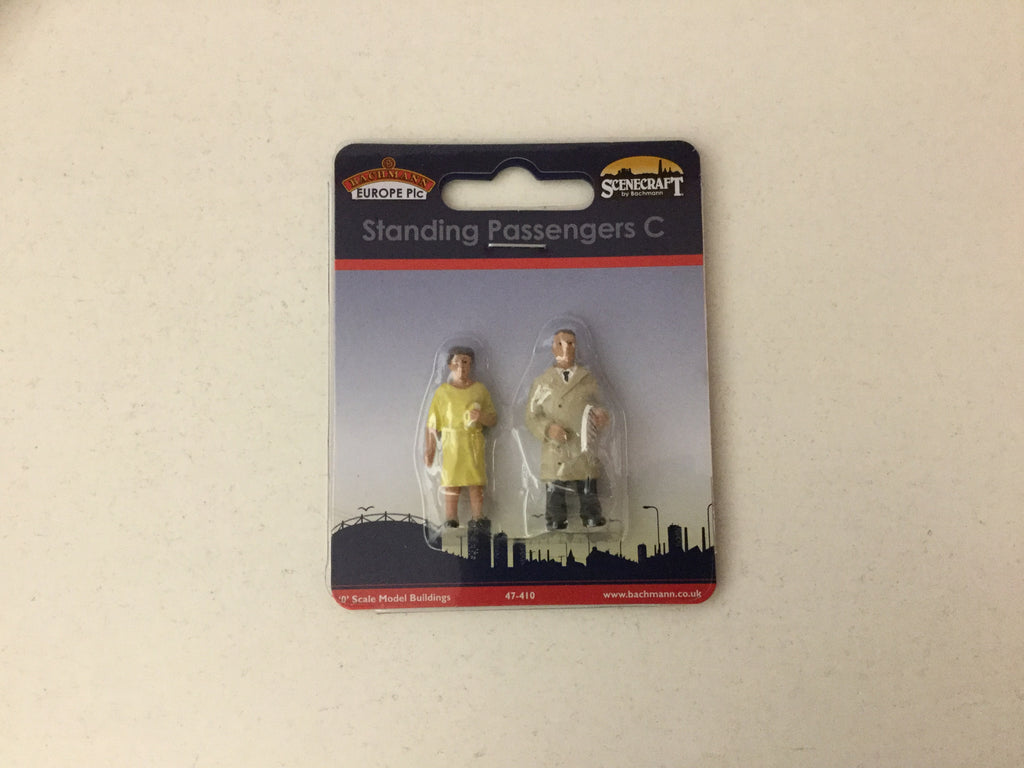 BACHMANN
EUROPE Plc
SCENECRAFT
by Bachmann
Standing Passengers C
'0' Scale Model Buildings
47-410
www.bachmann.co.uk